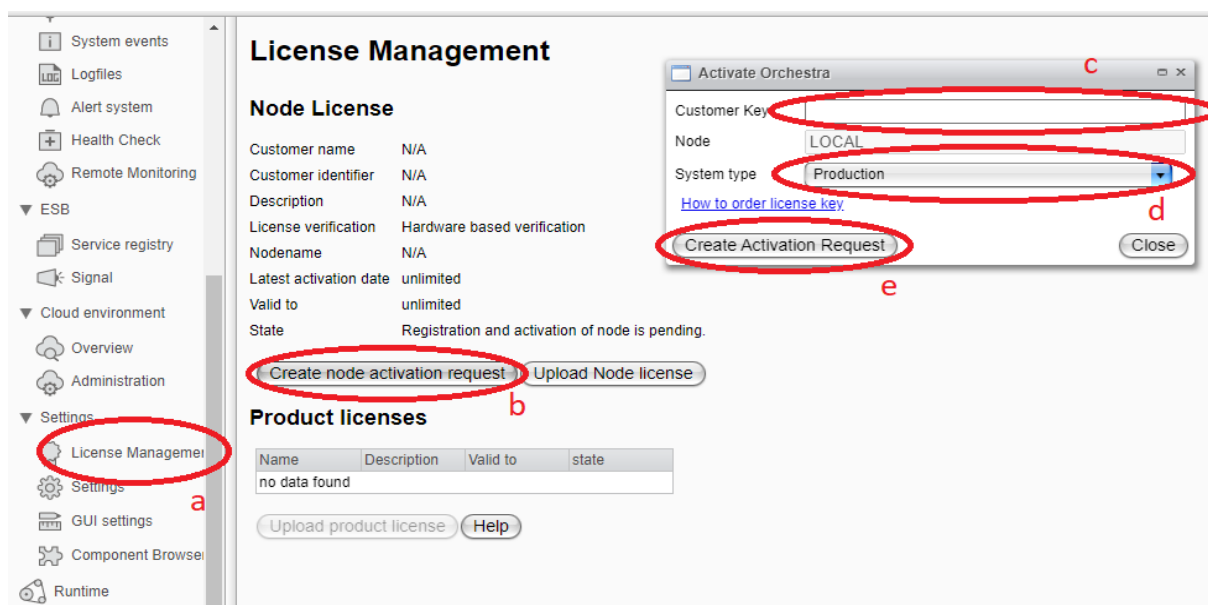 System events
LOG
Logfiles
Alert system
Health Check
Remote Monitoring
ESB
Service registry
Signal
Cloud environment
Overview
Administration
Settings
License Managemen
a
Settings
GUI settings
Component Browser
Runtime
License Management
Node License
Customer name N/A
Customer identifier N/A
Description N/A
License verification Hardware based verification
Nodename N/A
Latest activation date unlimited
Valid to unlimited
State Registration and activation of node is pending.
Create node activation request Upload Node license
b
Product licenses
Name Description Valid to state
no data found
Upload product license Help
Activate Orchestra
c
Customer Key
Node LOCAL
System type Production
How to order license key
d
Create Activation Request Close
e